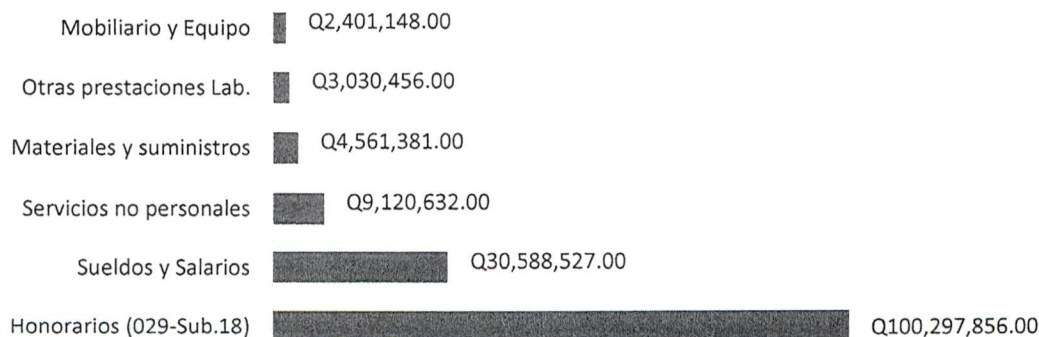 Mobiliario y Equipo Q2,401,148.00
Otras prestaciones Lab. Q3,030,456.00
Materiales y suministros Q4,561,381.00
Servicios no personales Q9,120,632.00
Sueldos y Salarios Q30,588,527.00
Honorarios (029-Sub.18) Q100,297,856.00